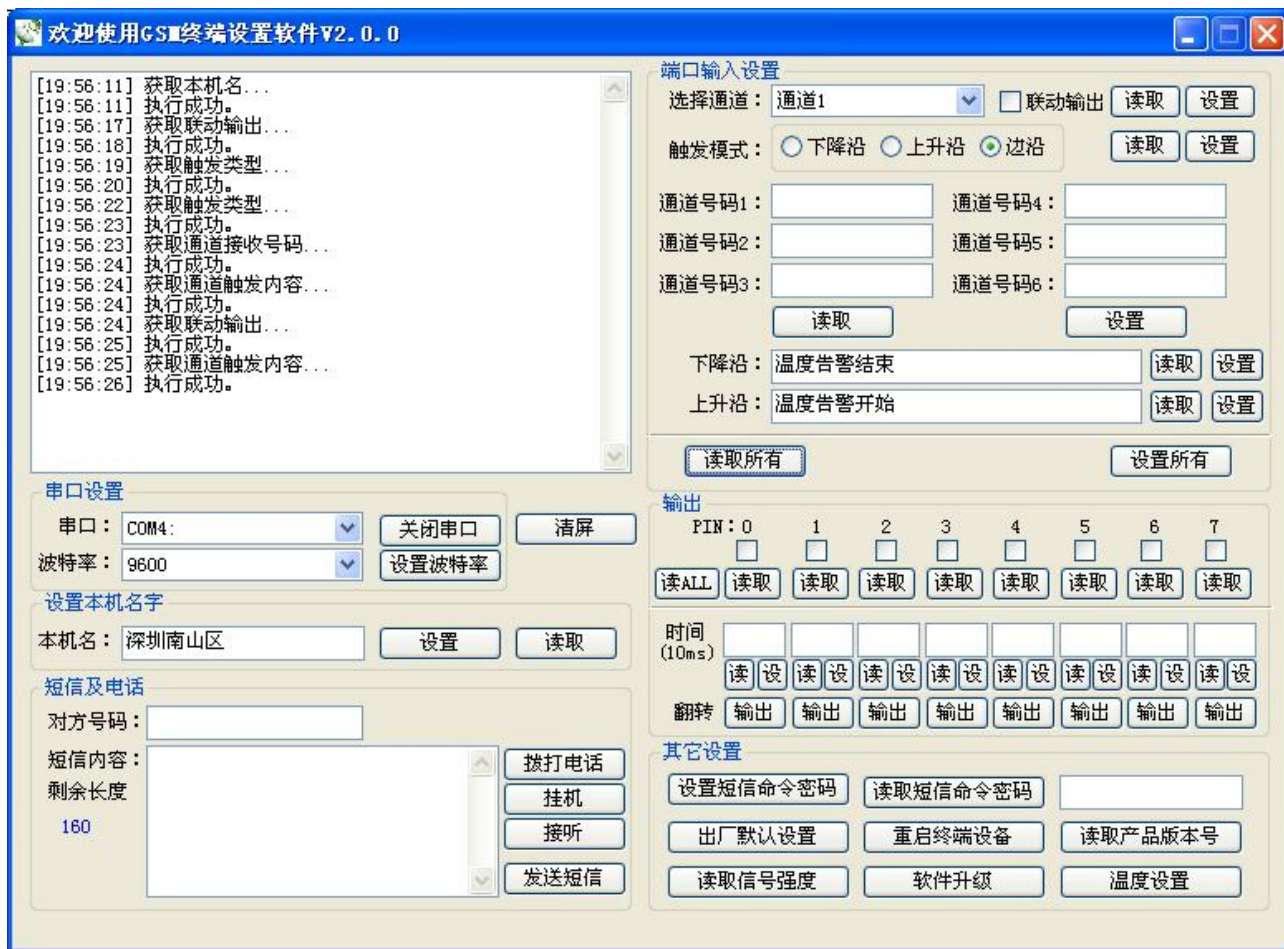 欢迎使用GSM终端设置软件V2.0.0
[19:56:11] 获取本机名...
[19:56:11] 执行成功。
[19:56:17] 获取联动输出...
[19:56:18] 执行成功。
[19:56:19] 获取触发类型...
[19:56:20] 执行成功。
[19:56:22] 获取触发类型...
[19:56:23] 执行成功。
[19:56:23] 获取通道接收号码...
[19:56:24] 执行成功。
[19:56:24] 获取通道触发内容...
[19:56:24] 执行成功。
[19:56:24] 获取联动输出...
[19:56:25] 执行成功。
[19:56:25] 获取通道触发内容...
[19:56:26] 执行成功。
串口设置
串口： COM4: 关闭串口 清屏
波特率： 9600 设置波特率
设置本机名字
本机名： 深圳南山区 设置 读取
短信及电话
对方号码：
短信内容： 拨打电话
剩余长度 挂机
160 接听
发送短信
端口输入设置
选择通道： 通道1 联动输出 读取 设置
触发模式： 下降沿 上升沿 边沿 读取 设置
通道号码1： 通道号码4：
通道号码2： 通道号码5：
通道号码3： 通道号码6：
读取 设置
下降沿： 温度告警结束 读取 设置
上升沿： 温度告警开始 读取 设置
读取所有 设置所有
输出
PIN：0 1 2 3 4 5 6 7
读ALL 读取 读取 读取 读取 读取 读取 读取 读取
时间
(10ms)
读 设 读 设 读 设 读 设 读 设 读 设 读 设 读 设
翻转 输出 输出 输出 输出 输出 输出 输出 输出
其它设置
设置短信命令密码 读取短信命令密码
出厂默认设置 重启终端设备 读取产品版本号
读取信号强度 软件升级 温度设置